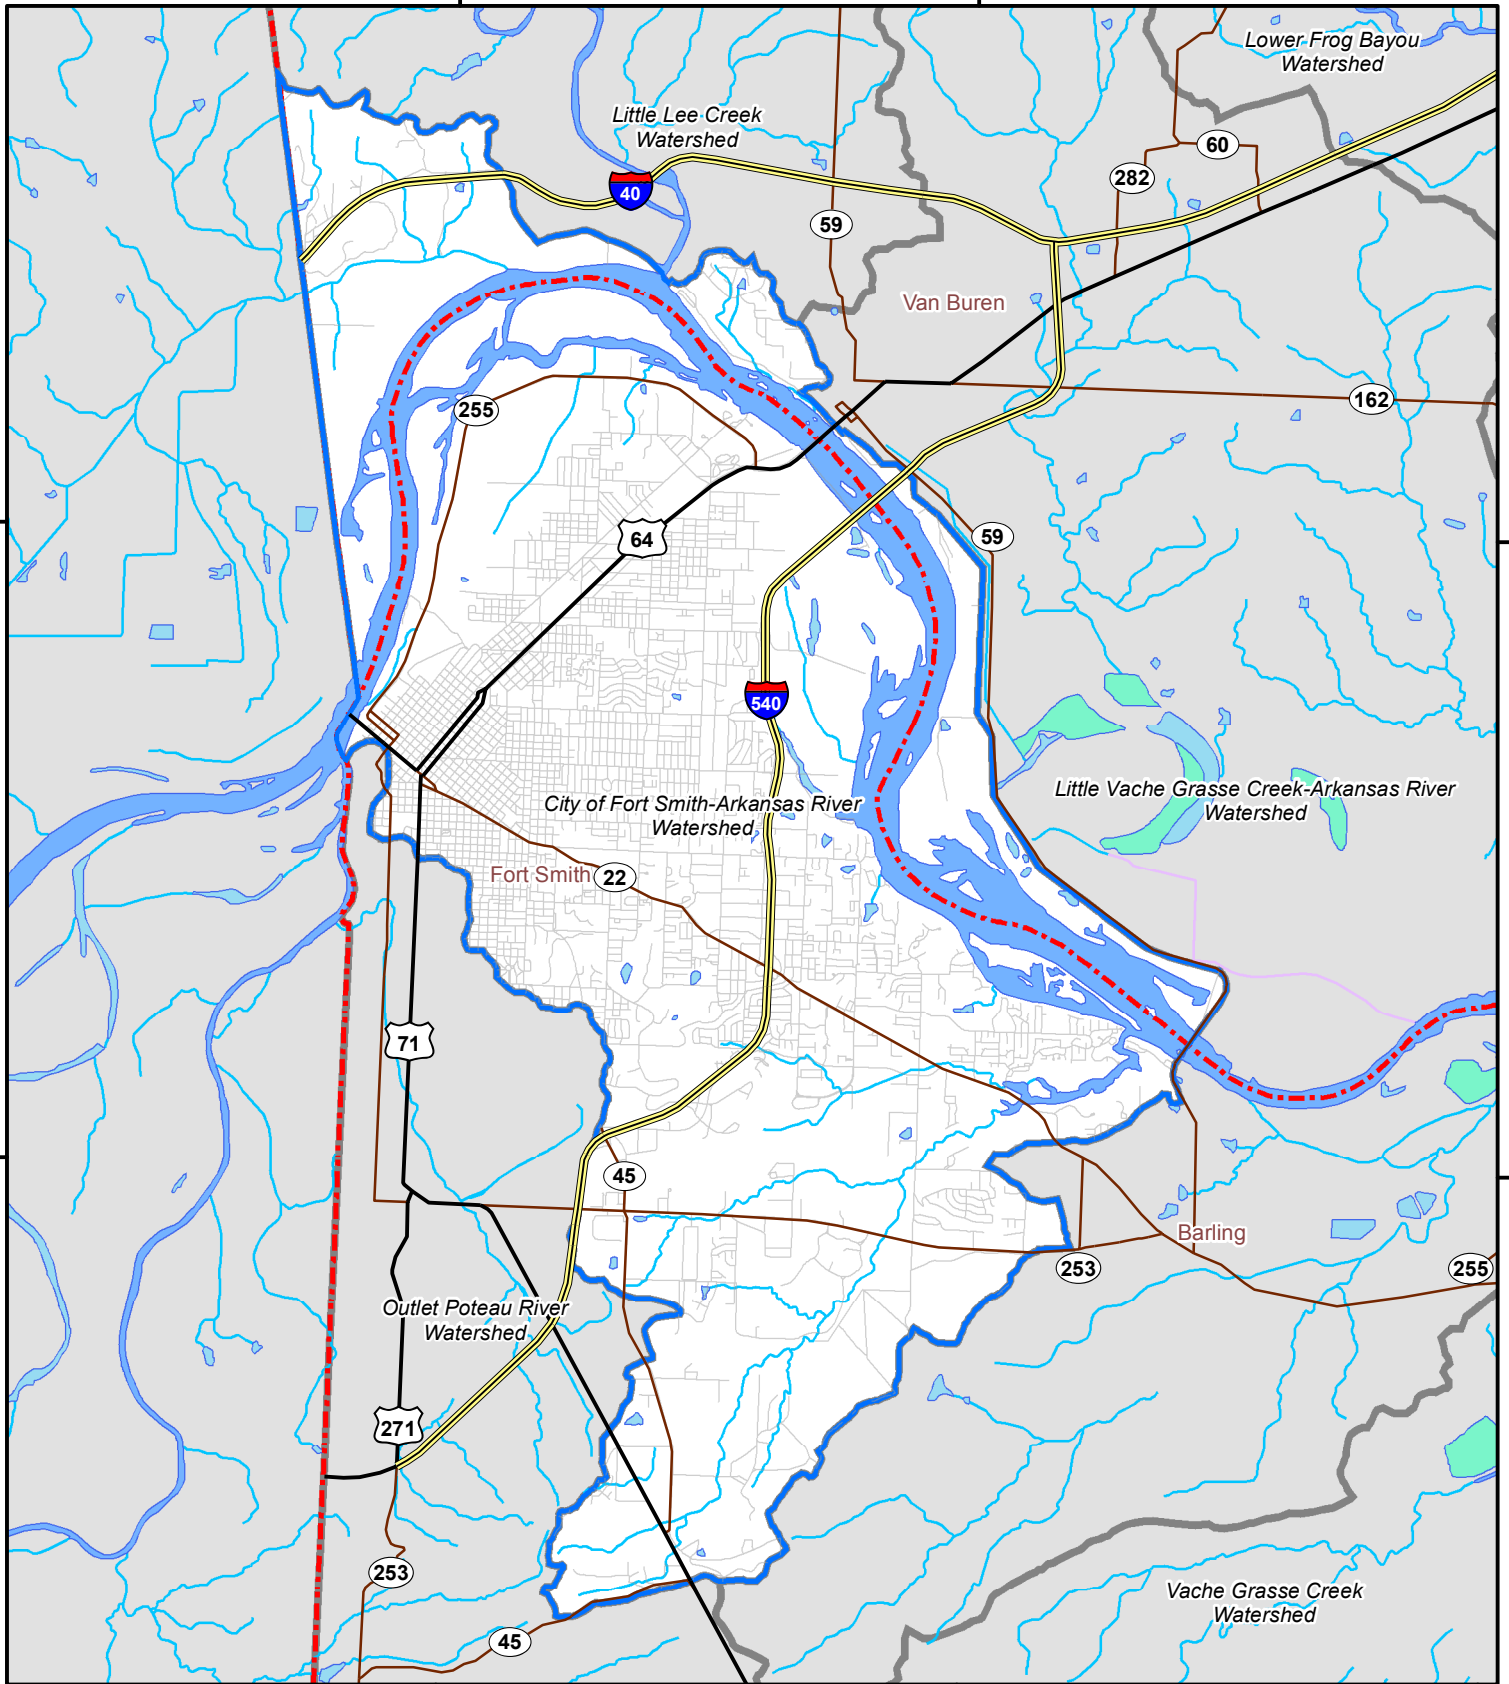 Lower Frog Bayou
Watershed
Little Lee Creek
Watershed
60
282
40
59
Van Buren
162
255
64
59
540
Little Vache Grasse Creek-Arkansas River
Watershed
City of Fort Smith-Arkansas River
Watershed
Fort Smith
22
71
45
Barling
253
255
Outlet Poteau River
Watershed
271
253
Vache Grasse Creek
Watershed
45